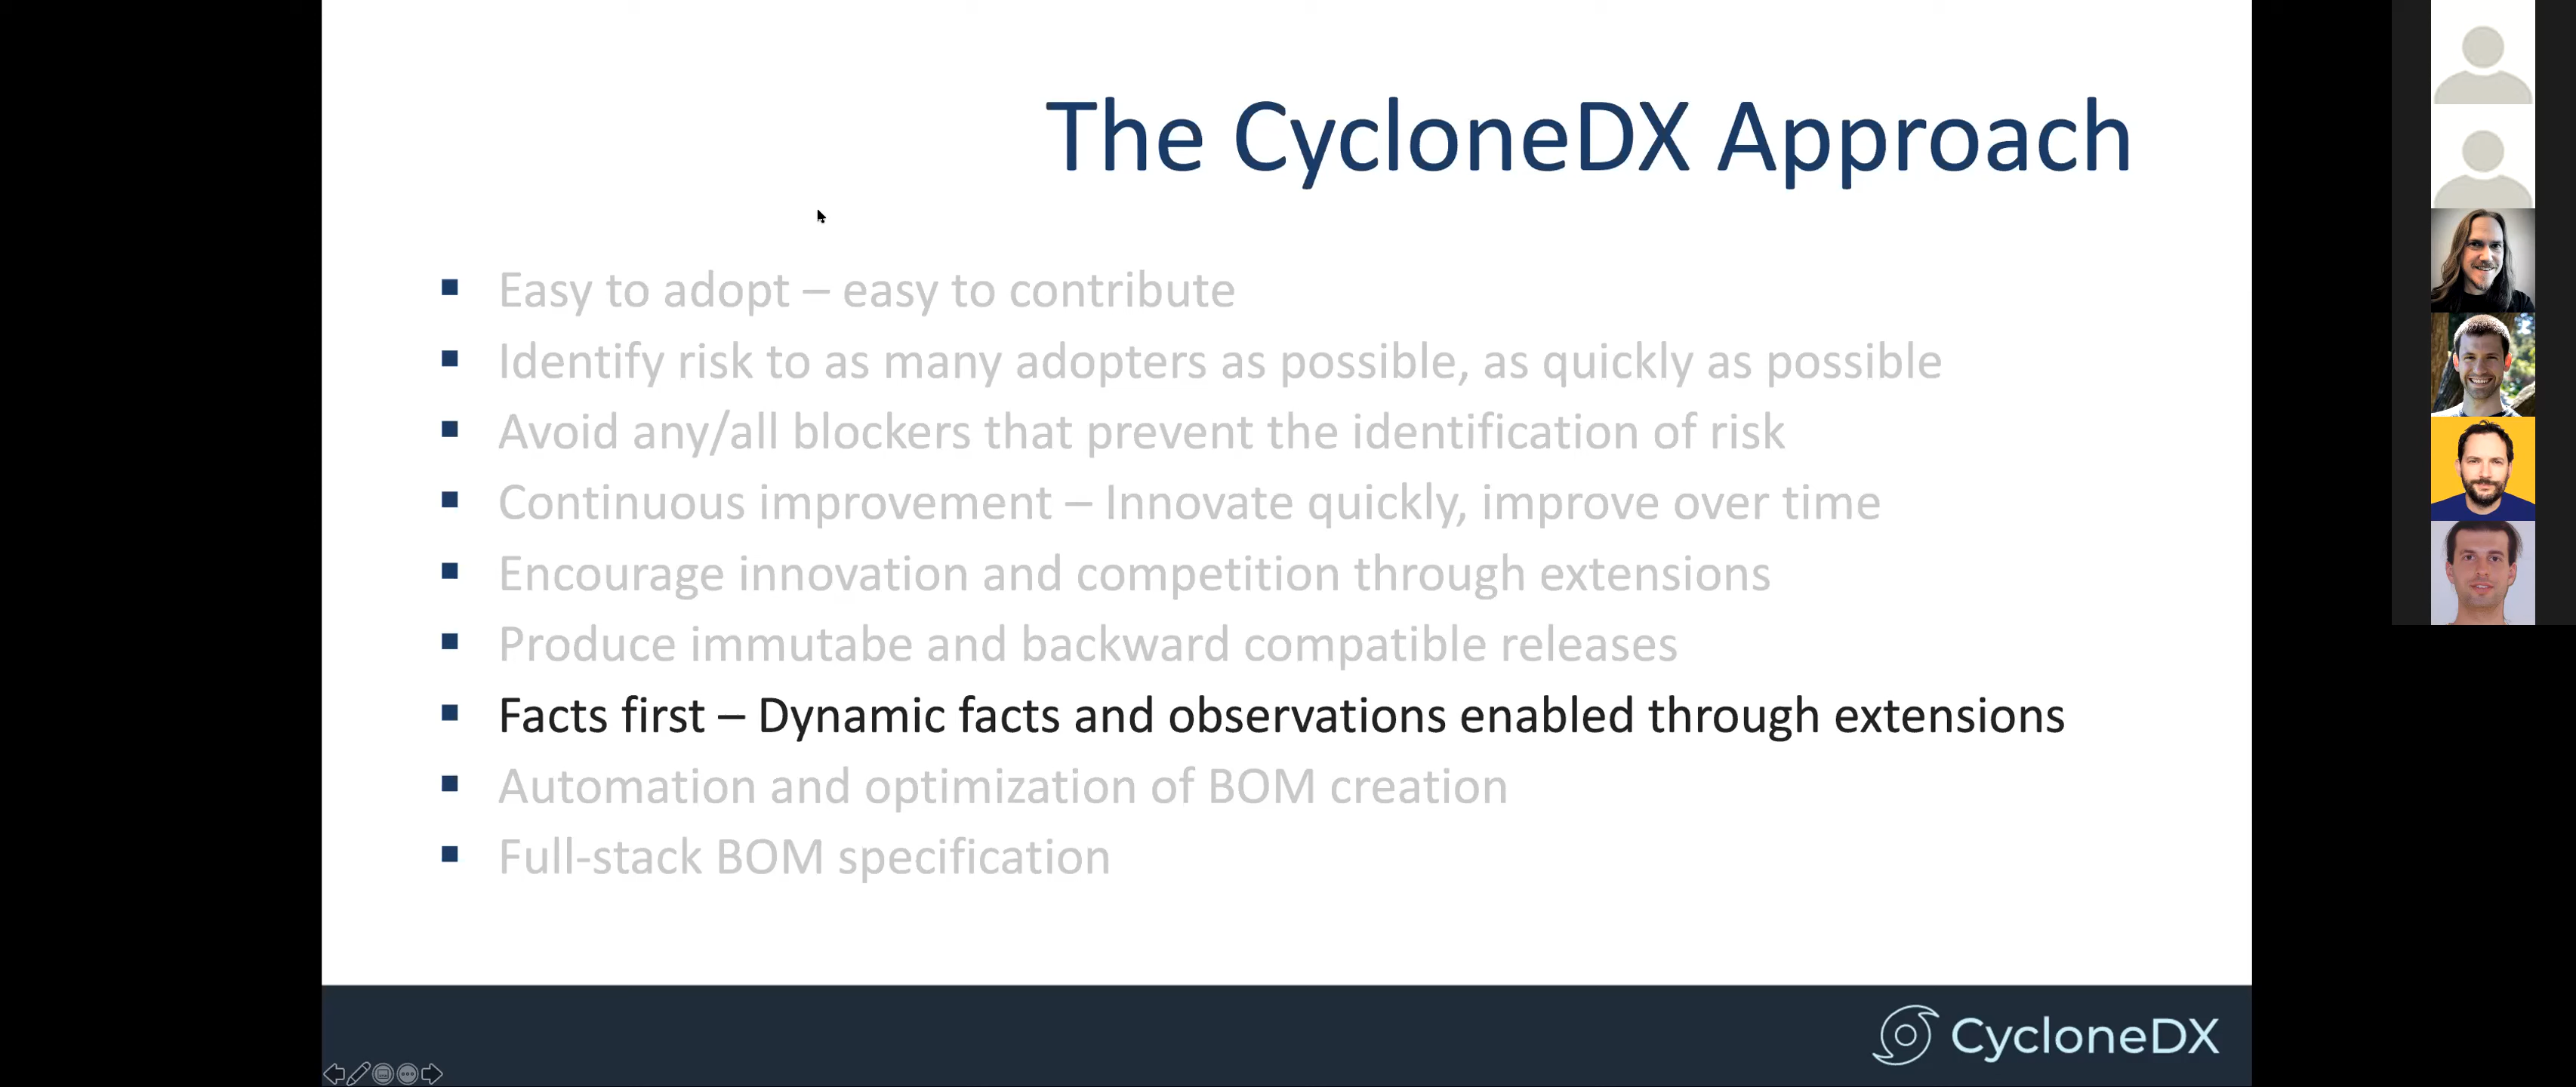 The CycloneDX Approach
Easy to adopt – easy to contribute
Identify risk to as many adopters as possible, as quickly as possible
Avoid any/all blockers that prevent the identification of risk
Continuous improvement – Innovate quickly, improve over time
Encourage innovation and competition through extensions
Produce immutabe and backward compatible releases
Facts first – Dynamic facts and observations enabled through extensions
Automation and optimization of BOM creation
Full-stack BOM specification
CycloneDX